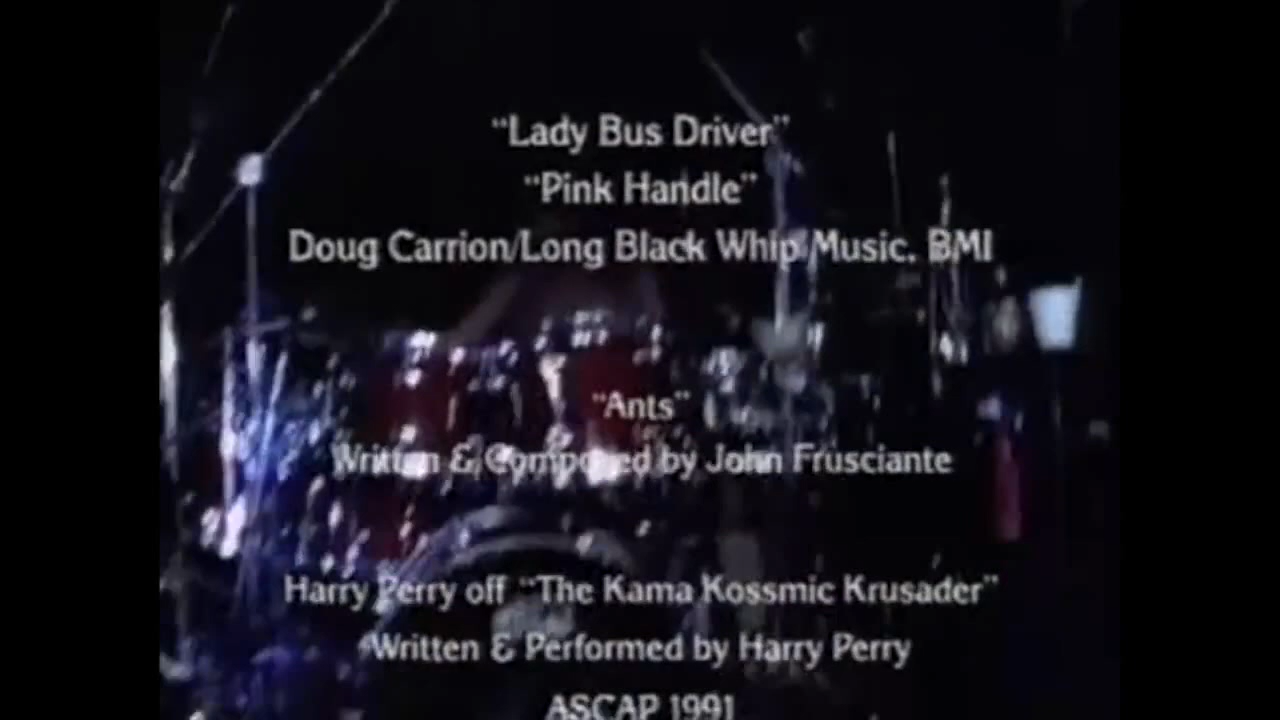 “Lady Bus Driver”
“Pink Handle”
Doug Carrion/Long Black Whip Music. BMI
“Ants”
Written & Composed by John Frusciante
Harry Perry off “The Kama Kossmic Krusader”
Written & Performed by Harry Perry
ASCAP 1991